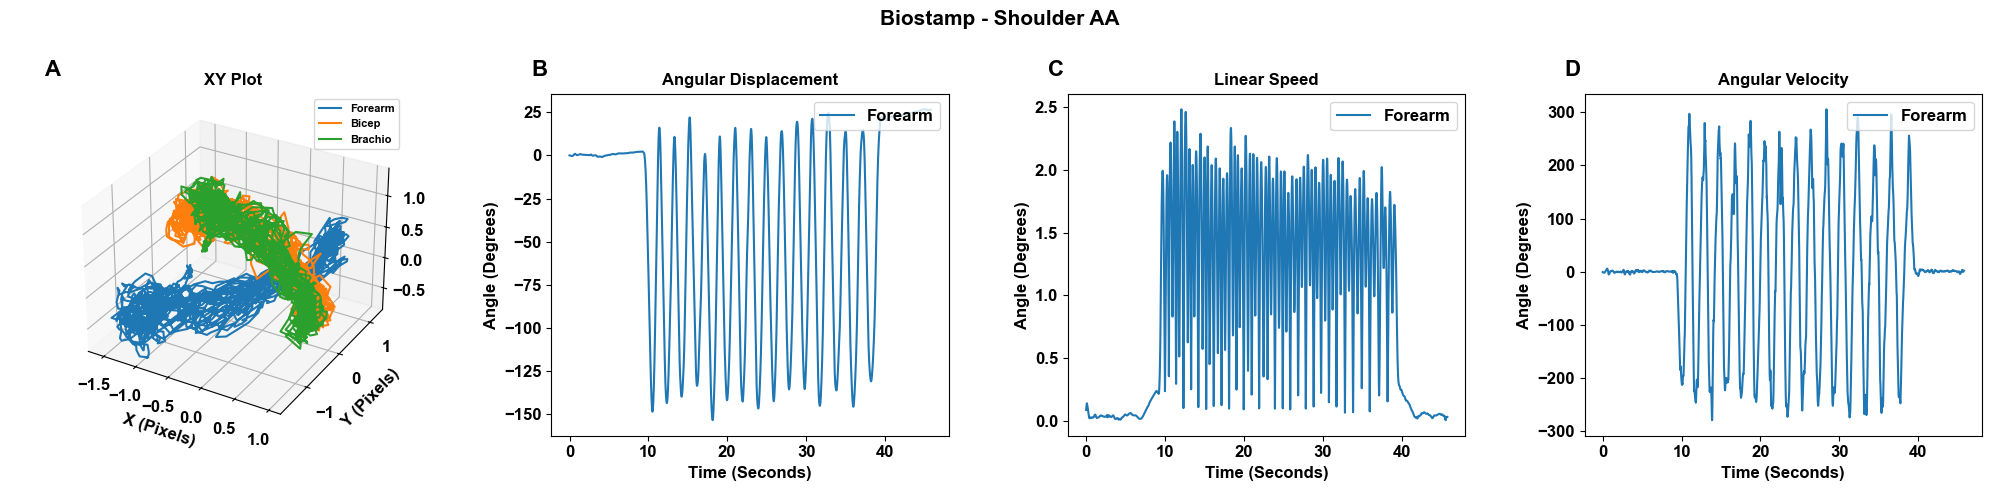 Biostamp - Shoulder AA
A
XY Plot
Forearm
Bicep
Brachio
1.0
0.5
0.0
−0.5
−1.5
−1.0
−0.5
0.0
0.5
1.0
X (Pixels)
−1
0
1
Y (Pixels)
B
Angular Displacement
Forearm
25
0
−25
−50
−75
−100
−125
−150
Angle (Degrees)
0 10 20 30 40
Time (Seconds)
C
Linear Speed
Forearm
2.5
2.0
1.5
1.0
0.5
0.0
Angle (Degrees)
0 10 20 30 40
Time (Seconds)
D
Angular Velocity
Forearm
300
200
100
0
−100
−200
−300
Angle (Degrees)
0 10 20 30 40
Time (Seconds)